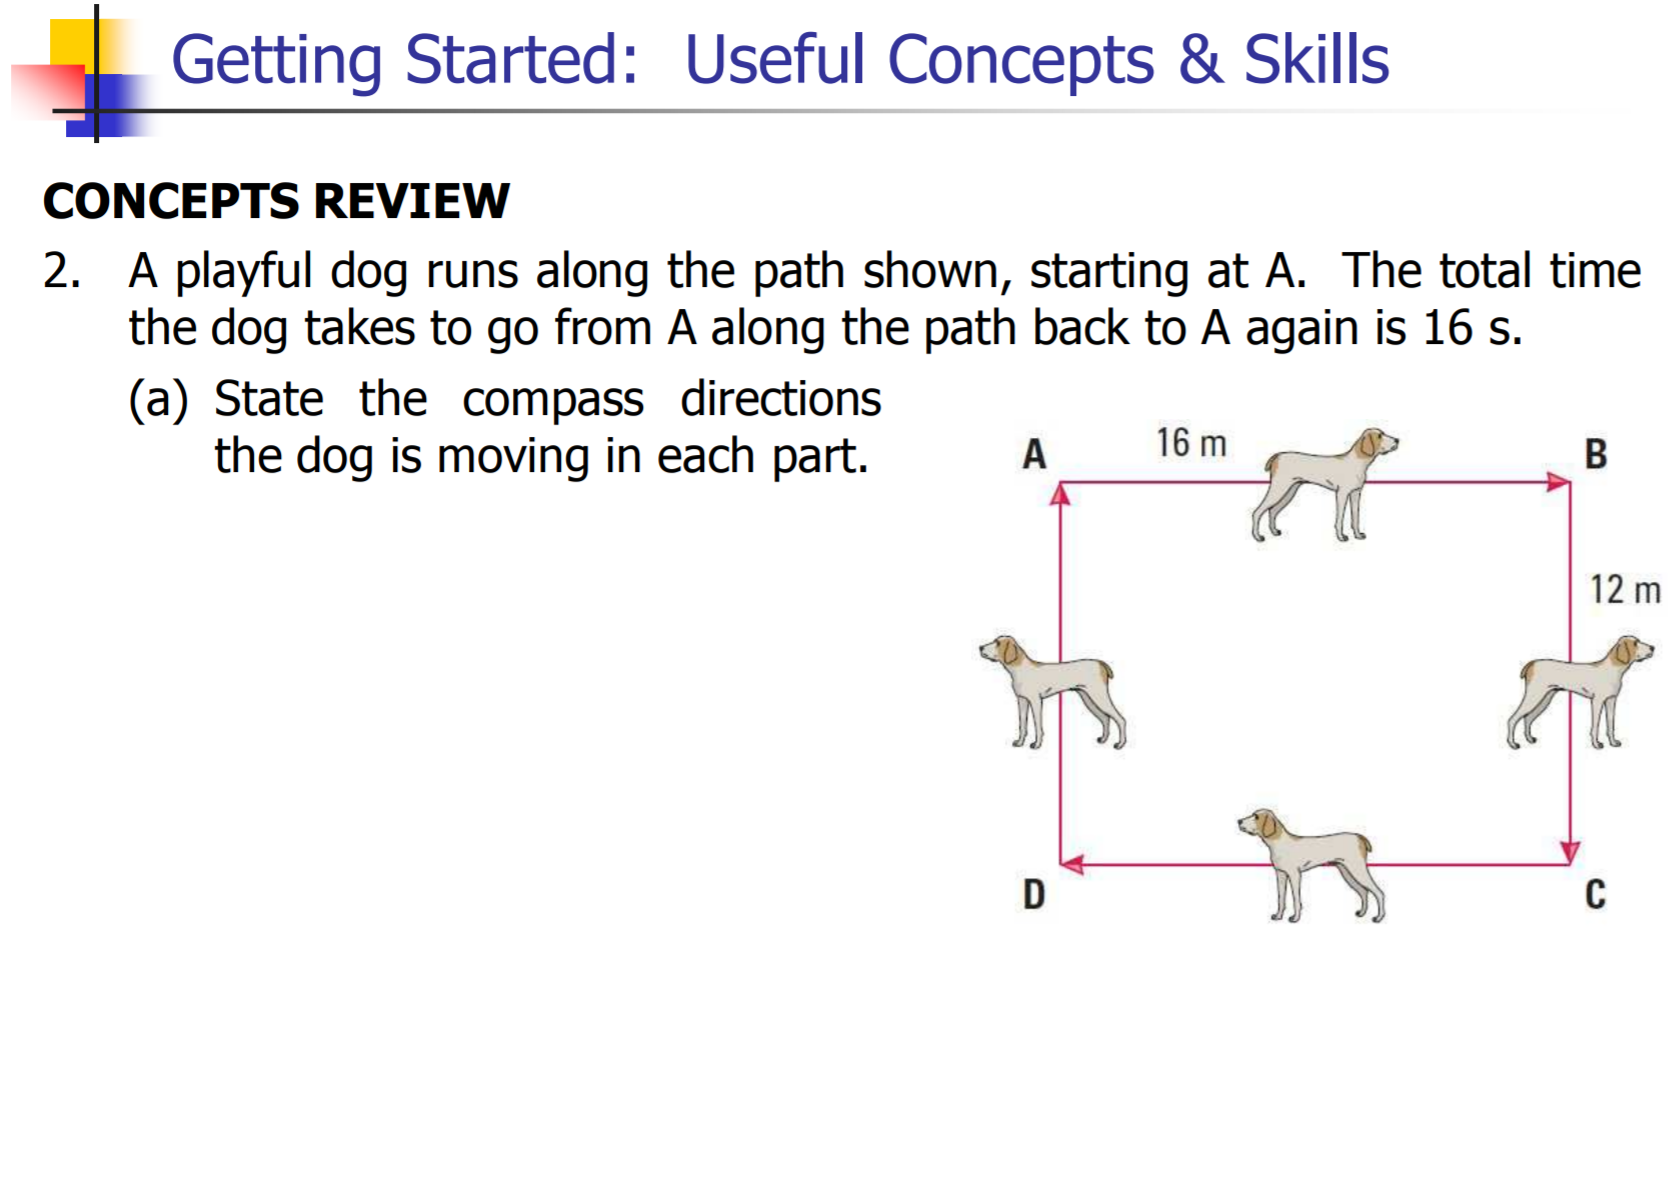 Getting Started: Useful Concepts & Skills
CONCEPTS REVIEW
2. A playful dog runs along the path shown, starting at A. The total time
the dog takes to go from A along the path back to A again is 16 s.
(a) State the compass directions
the dog is moving in each part.
A 16 m B
12 m
D C